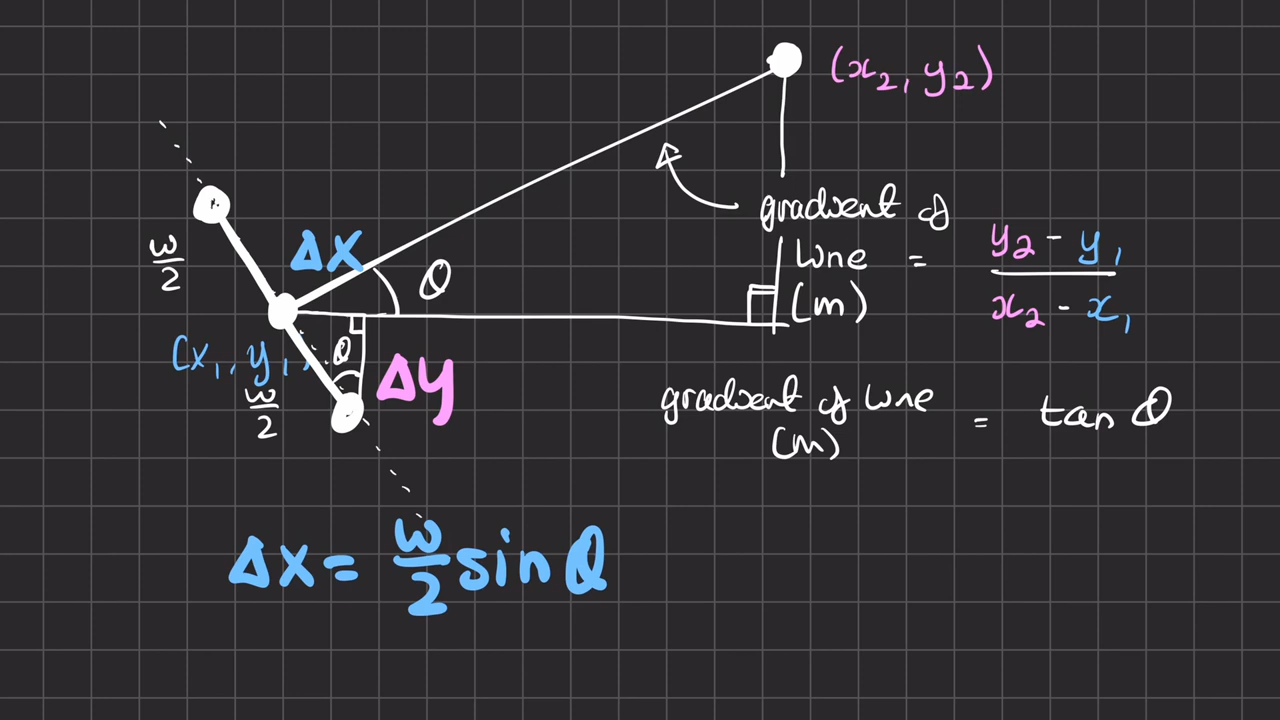 (x₂, y₂)
gradient of
line = y₂ - y₁ / x₂ - x₁
(m)
w/2
Δx
θ
(x₁, y₁)
θ
Δy
w/2
gradient of line = tan θ
(m)
Δx = w/2 sin θ